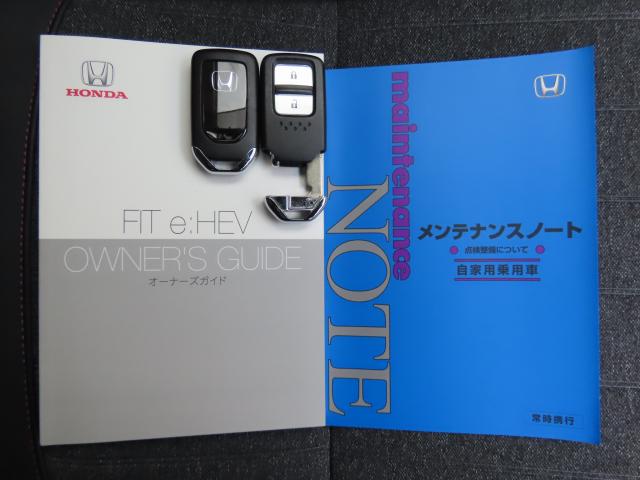 HONDA
FIT e:HEV
OWNER'S GUIDE
オーナーズガイド
maintenance
NOTE
メンテナンスノート
点検整備について
自家用乗用車
常時携行